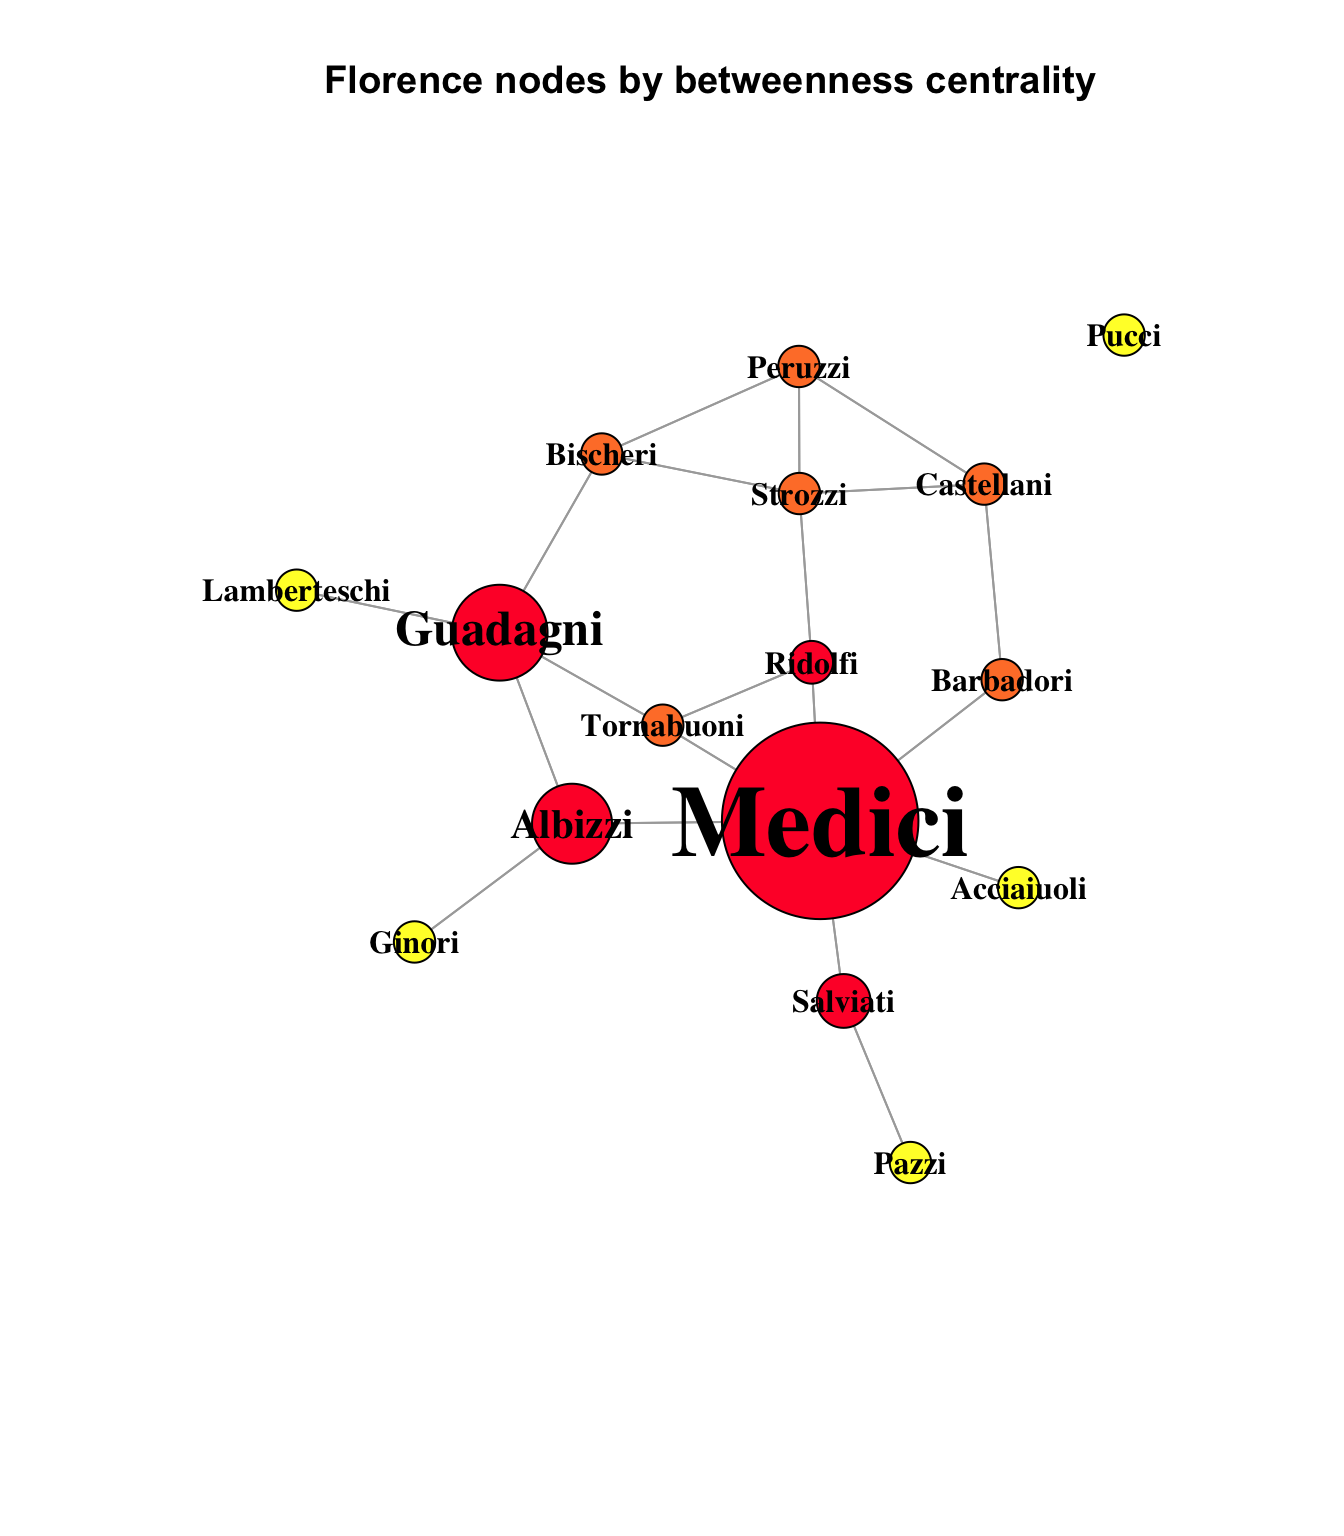 Florence nodes by betweenness centrality
Pucci
Peruzzi
Bischeri
Castellani
Strozzi
Lamberteschi
Guadagni
Ridolfi
Barbadori
Tornabuoni
Medici
Albizzi
Acciaiuoli
Ginori
Salviati
Pazzi